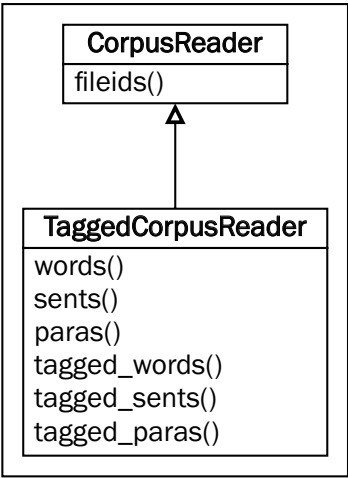 CorpusReader
fileids()
TaggedCorpusReader
words()
sents()
paras()
tagged_words()
tagged_sents()
tagged_paras()